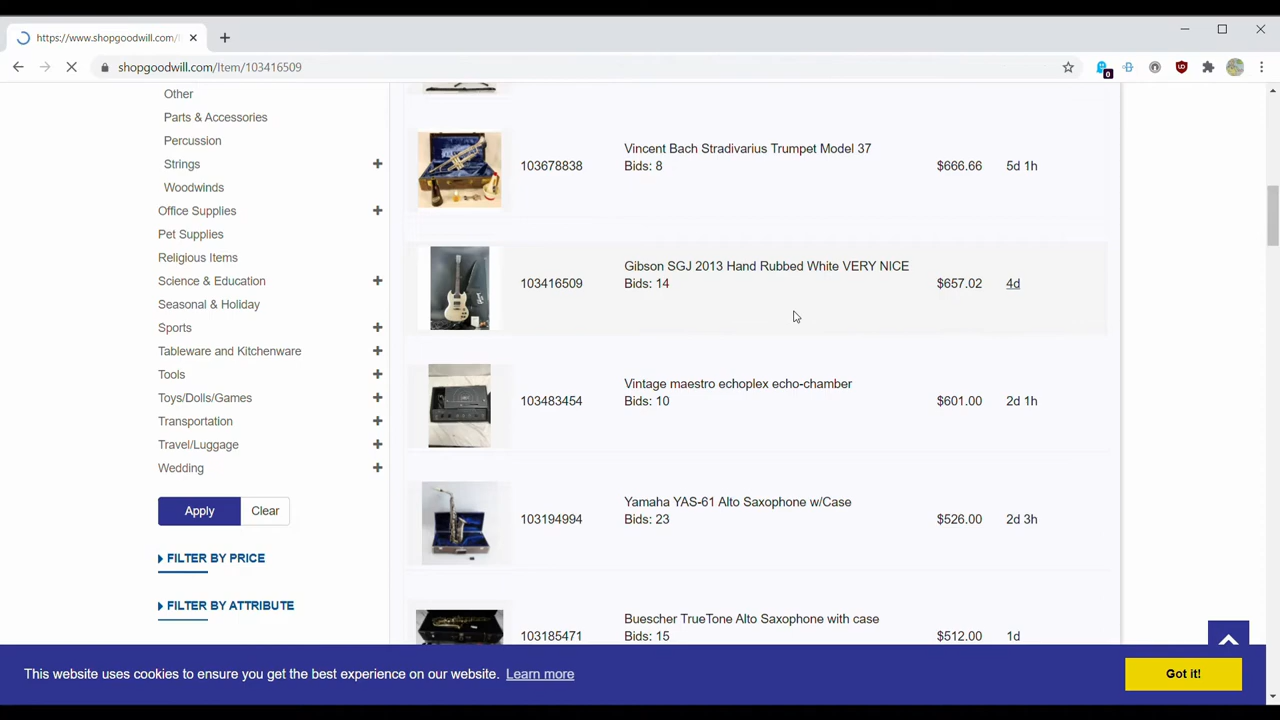 https://www.shopgoodwill.com/
shopgoodwill.com/Item/103416509
0
Other
Parts & Accessories
Percussion
Strings
Woodwinds
Office Supplies
Pet Supplies
Religious Items
Science & Education
Seasonal & Holiday
Sports
Tableware and Kitchenware
Tools
Toys/Dolls/Games
Transportation
Travel/Luggage
Wedding
Apply Clear
FILTER BY PRICE
FILTER BY ATTRIBUTE
103678838 Vincent Bach Stradivarius Trumpet Model 37 $666.66 5d 1h
Bids: 8
103416509 Gibson SGJ 2013 Hand Rubbed White VERY NICE $657.02 4d
Bids: 14
103483454 Vintage maestro echoplex echo-chamber $601.00 2d 1h
Bids: 10
103194994 Yamaha YAS-61 Alto Saxophone w/Case $526.00 2d 3h
Bids: 23
103185471 Buescher TrueTone Alto Saxophone with case $512.00 1d
Bids: 15
This website uses cookies to ensure you get the best experience on our website. Learn more Got it!